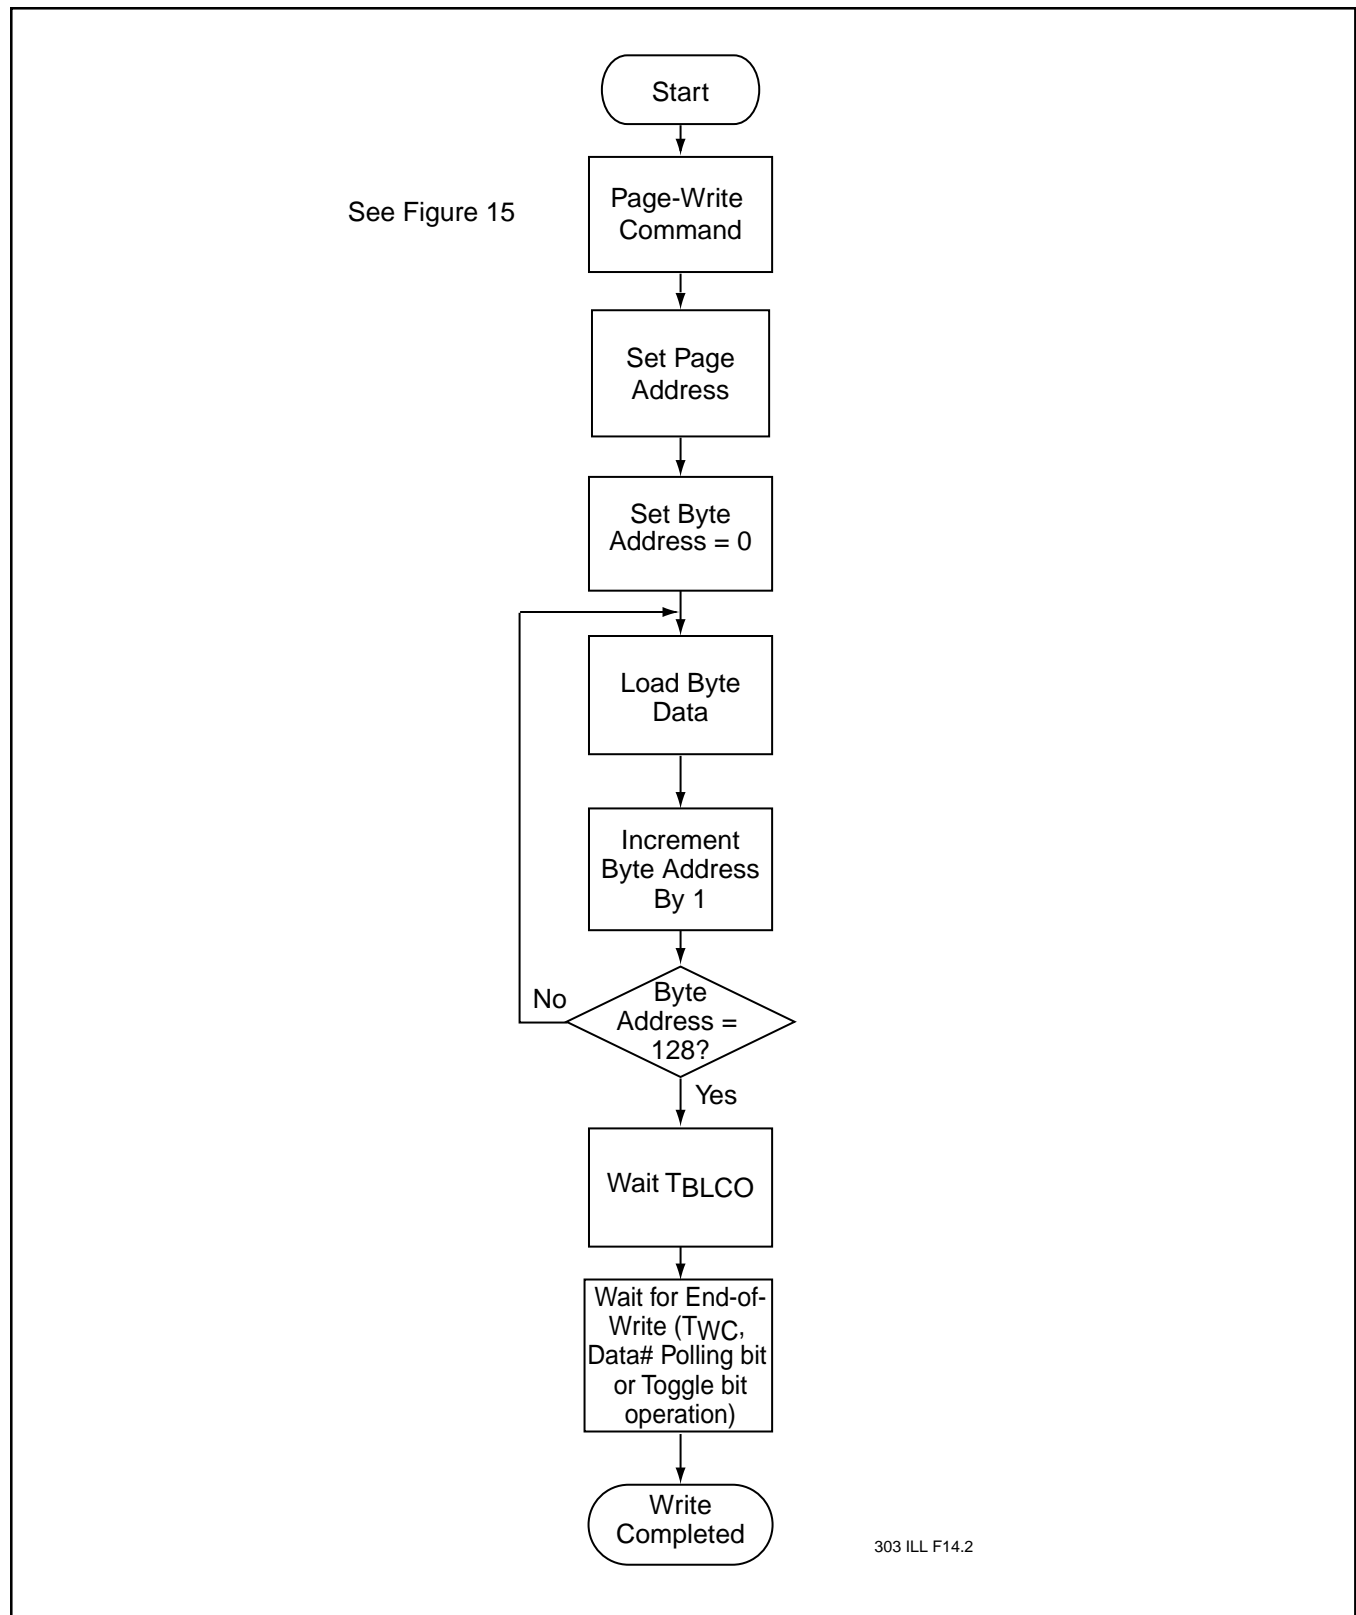 Start
See Figure 15
Page-Write
Command
Set Page
Address
Set Byte
Address = 0
Load Byte
Data
Increment
Byte Address
By 1
No
Byte
Address =
128?
Yes
Wait TBLCO
Wait for End-of-
Write (TWC,
Data# Polling bit
or Toggle bit
operation)
Write
Completed
303 ILL F14.2